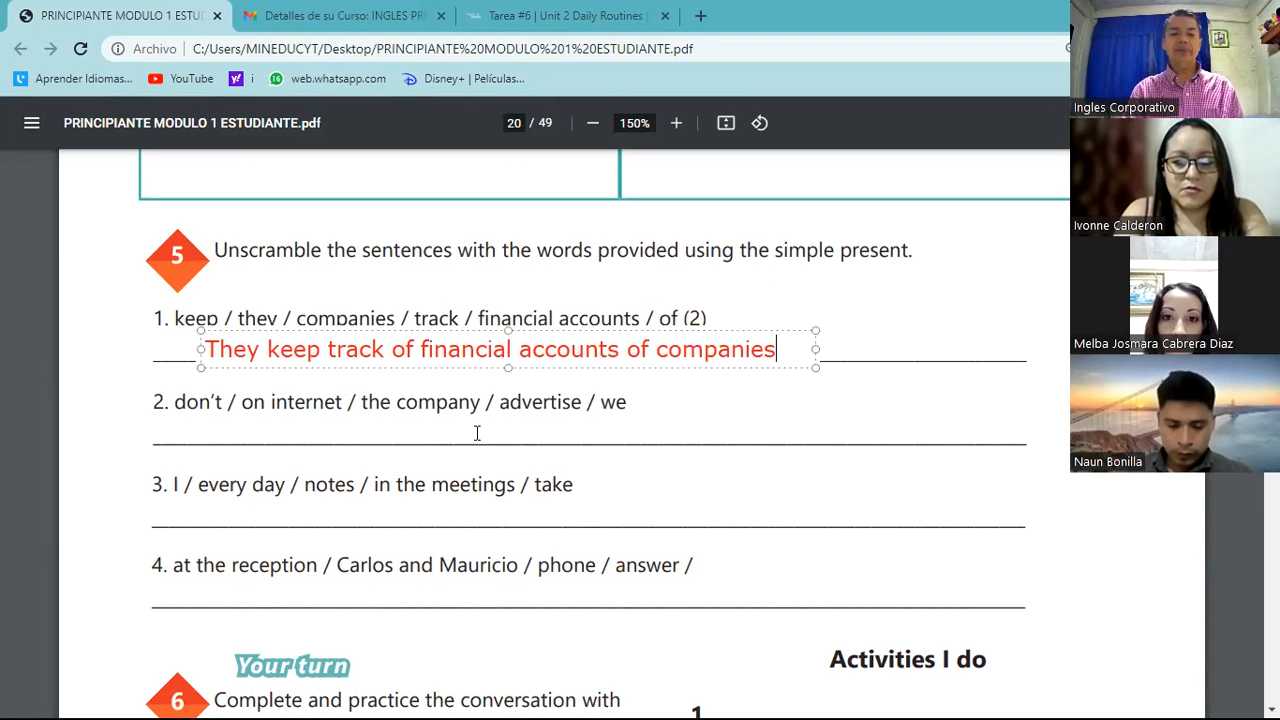 PRINCIPIANTE MODULO 1 ESTUD
Detalles de su Curso: INGLES PRI
Tarea #6 | Unit 2 Daily Routines |
Archivo C:/Users/MINEDUCYT/Desktop/PRINCIPIANTE%20MODULO%201%20ESTUDIANTE.pdf
Aprender Idiomas... YouTube i web.whatsapp.com Disney+ | Películas...
PRINCIPIANTE MODULO 1 ESTUDIANTE.pdf 20 / 49 150%
5 Unscramble the sentences with the words provided using the simple present.
1. keep / they / companies / track / financial accounts / of (2)
They keep track of financial accounts of companies
2. don't / on internet / the company / advertise / we
3. I / every day / notes / in the meetings / take
4. at the reception / Carlos and Mauricio / phone / answer /
Your turn
Activities I do
6 Complete and practice the conversation with
1
Ingles Corporativo
Ivonne Calderon
Melba Josmara Cabrera Diaz
Naun Bonilla